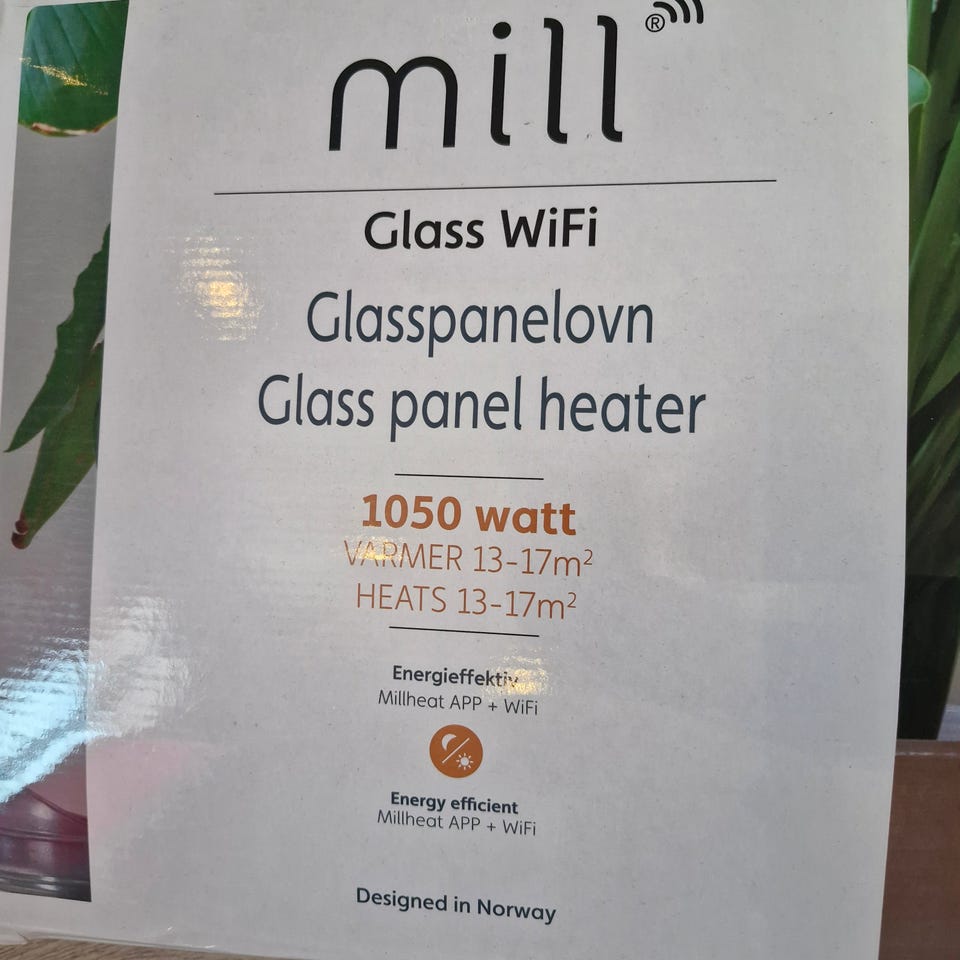 mill®
Glass WiFi
Glasspanelovn
Glass panel heater
1050 watt
VARMER 13-17m²
HEATS 13-17m²
Energieffektiv
Millheat APP + WiFi
Energy efficient
Millheat APP + WiFi
Designed in Norway